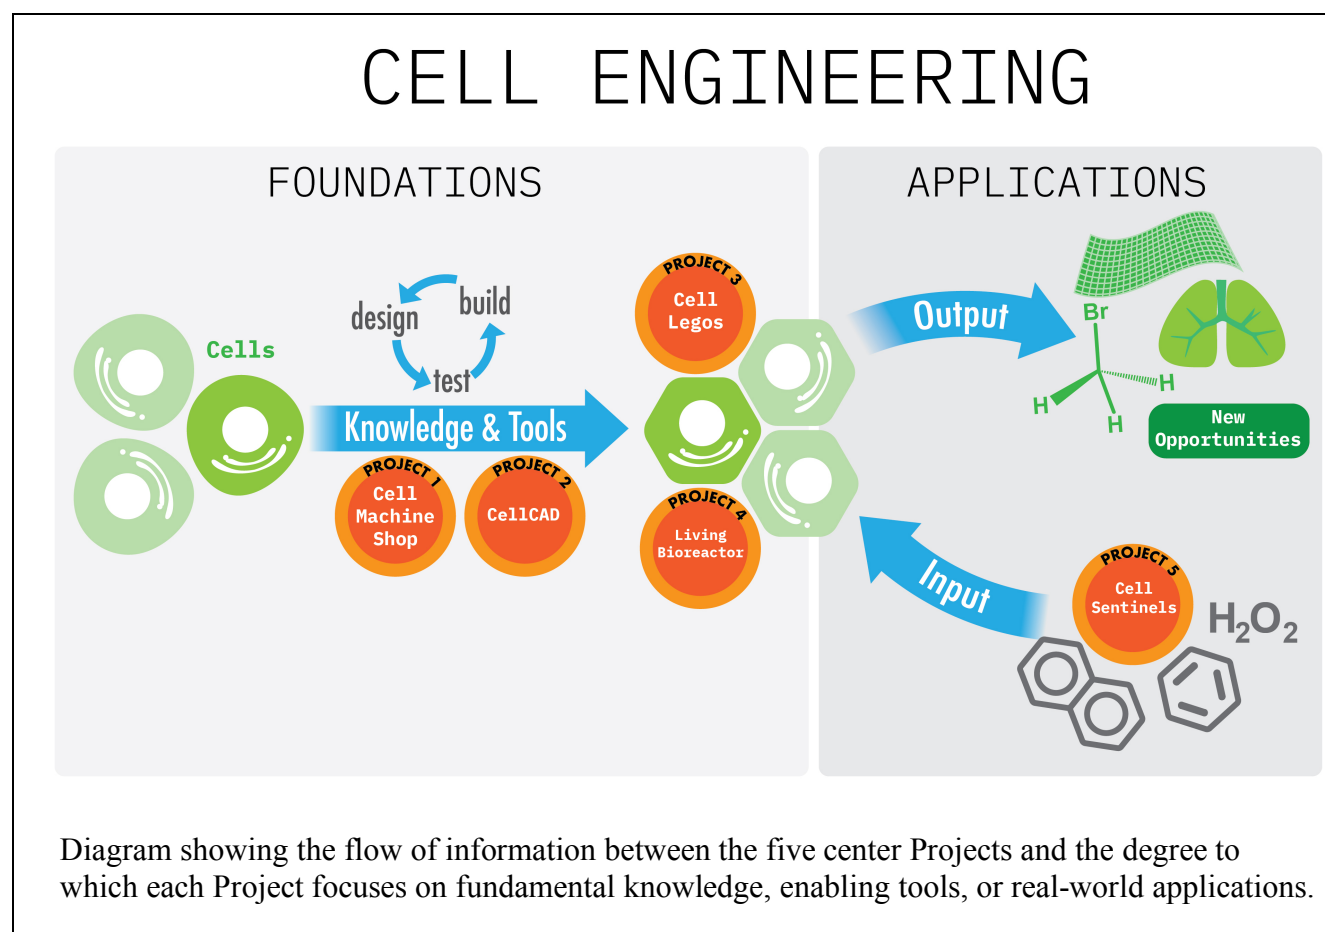 CELL ENGINEERING
FOUNDATIONS
design
build
test
Cells
Knowledge & Tools
PROJECT 1
Cell
Machine
Shop
PROJECT 2
CellCAD
PROJECT 3
Cell
Legos
PROJECT 4
Living
Bioreactor
APPLICATIONS
Output
Br
H
H
H
New
Opportunities
Input
PROJECT 5
Cell
Sentinels
H₂O₂
Diagram showing the flow of information between the five center Projects and the degree to
which each Project focuses on fundamental knowledge, enabling tools, or real-world applications.